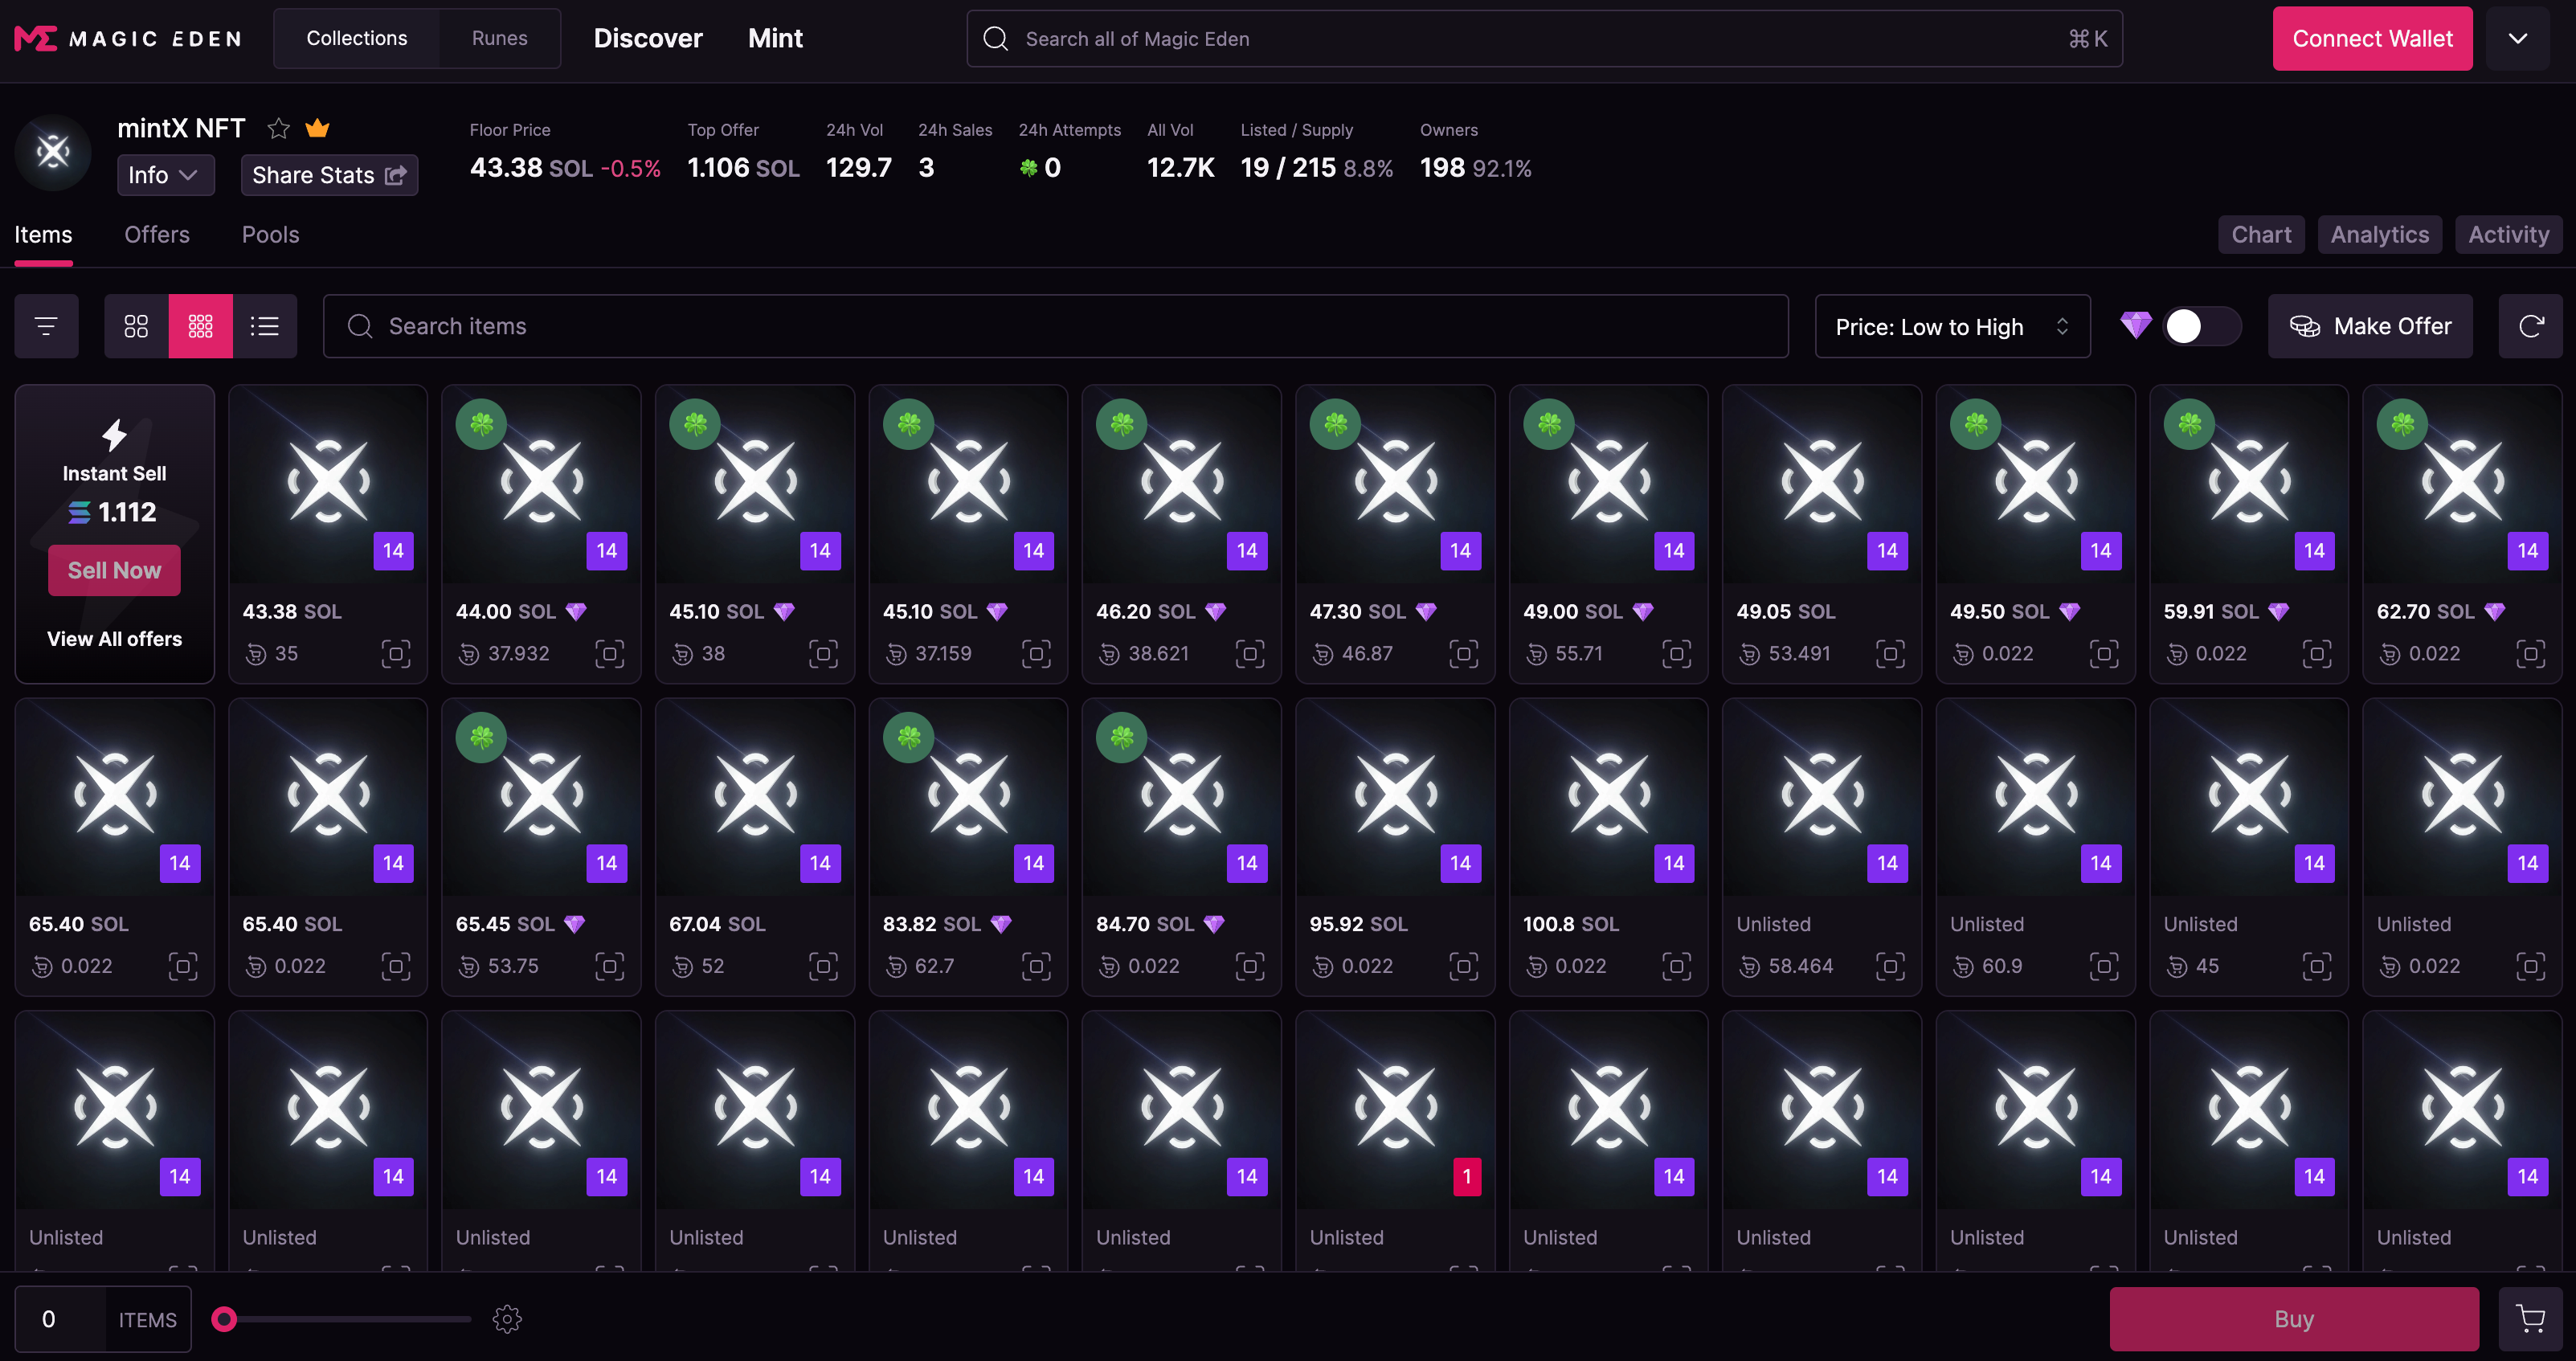 MAGIC EDEN
Collections Runes Discover Mint Search all of Magic Eden ⌘K Connect Wallet
mintX NFT
Info Share Stats
Floor Price Top Offer 24h Vol 24h Sales 24h Attempts All Vol Listed / Supply Owners
43.38 SOL -0.5% 1.106 SOL 129.7 3 0 12.7K 19 / 215 8.8% 198 92.1%
Items Offers Pools Chart Analytics Activity
Search items Price: Low to High Make Offer
Instant Sell
1.112
Sell Now
View All offers
14 14 14 14 14 14 14 14 14 14 14
43.38 SOL 44.00 SOL 45.10 SOL 45.10 SOL 46.20 SOL 47.30 SOL 49.00 SOL 49.05 SOL 49.50 SOL 59.91 SOL 62.70 SOL
35 37.932 38 37.159 38.621 46.87 55.71 53.491 0.022 0.022 0.022
14 14 14 14 14 14 14 14 14 14 14 14
65.40 SOL 65.40 SOL 65.45 SOL 67.04 SOL 83.82 SOL 84.70 SOL 95.92 SOL 100.8 SOL Unlisted Unlisted Unlisted Unlisted
0.022 0.022 53.75 52 62.7 0.022 0.022 0.022 58.464 60.9 45 0.022
14 14 14 14 14 14 1 14 14 14 14 14
Unlisted Unlisted Unlisted Unlisted Unlisted Unlisted Unlisted Unlisted Unlisted Unlisted Unlisted Unlisted
0 ITEMS Buy